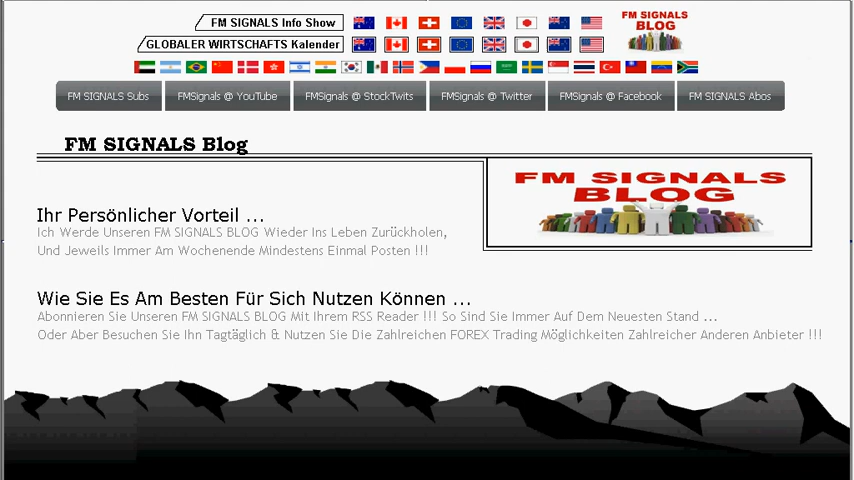 FM SIGNALS Info Show
FM SIGNALS
BLOG
GLOBALER WIRTSCHAFTS Kalender
FM SIGNALS Subs
FMSignals @ YouTube
FMSignals @ StockTwits
FMSignals @ Twitter
FMSignals @ Facebook
FM SIGNALS Abos
FM SIGNALS Blog
FM SIGNALS
BLOG
Ihr Persönlicher Vorteil ...
Ich Werde Unseren FM SIGNALS BLOG Wieder Ins Leben Zurückholen,
Und Jeweils Immer Am Wochenende Mindestens Einmal Posten !!!
Wie Sie Es Am Besten Für Sich Nutzen Können ...
Abonnieren Sie Unseren FM SIGNALS BLOG Mit Ihrem RSS Reader !!! So Sind Sie Immer Auf Dem Neuesten Stand ...
Oder Aber Besuchen Sie Ihn Tagtäglich & Nutzen Sie Die Zahlreichen FOREX Trading Möglichkeiten Zahlreicher Anderen Anbieter !!!